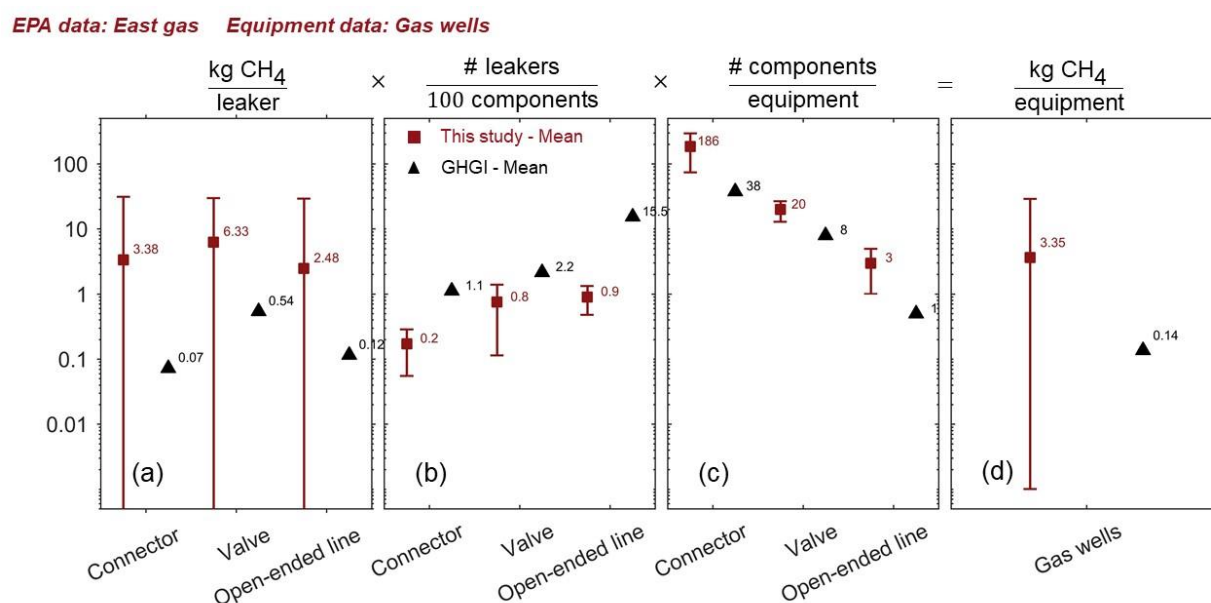 EPA data: East gas Equipment data: Gas wells
kg CH4 × # leakers × # components = kg CH4
leaker 100 components equipment equipment
This study - Mean
GHGI - Mean
100
10
1
0.1
0.01
3.38
0.07
6.33
0.54
2.48
0.12
(a)
Connector
Valve
Open-ended line
0.2
1.1
0.8
2.2
0.9
15.5
(b)
Connector
Valve
Open-ended line
186
38
20
8
3
1
(c)
Connector
Valve
Open-ended line
3.35
0.14
(d)
Gas wells